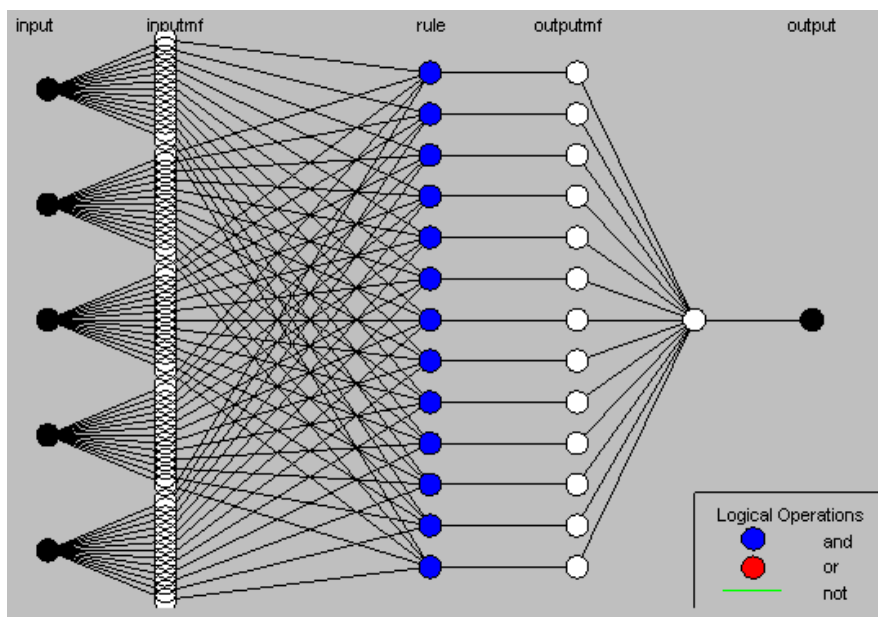 input inputmf rule outputmf output
Logical Operations
and
or
not